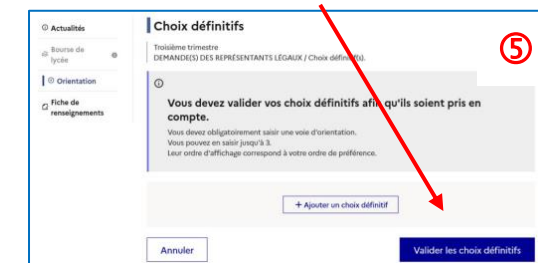 Actualités
Bourse de
lycée
Orientation
Fiche de
renseignements
Choix définitifs
Troisième trimestre
DEMANDE(S) DES REPRÉSENTANTS LÉGAUX / Choix définitif(s).
5
Vous devez valider vos choix définitifs afin qu'ils soient pris en
compte.
Vous devez obligatoirement saisir une voie d'orientation.
Vous pouvez en saisir jusqu'à 3.
Leur ordre d'affichage correspond à votre ordre de préférence.
+ Ajouter un choix définitif
Annuler
Valider les choix définitifs